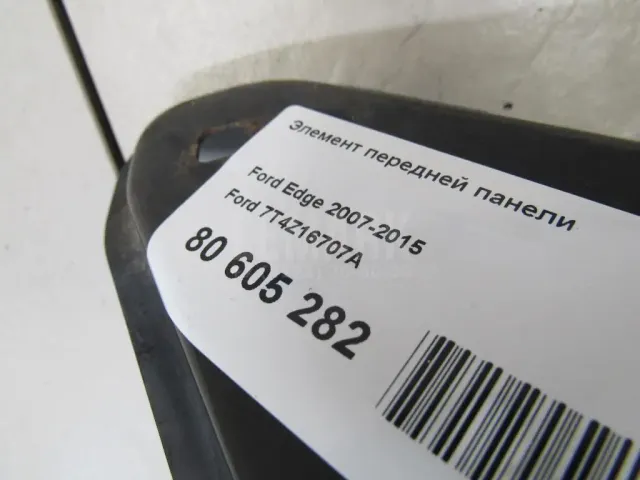 Элемент передней панели
Ford Edge 2007-2015
Ford 7T4Z16707A
80 605 282